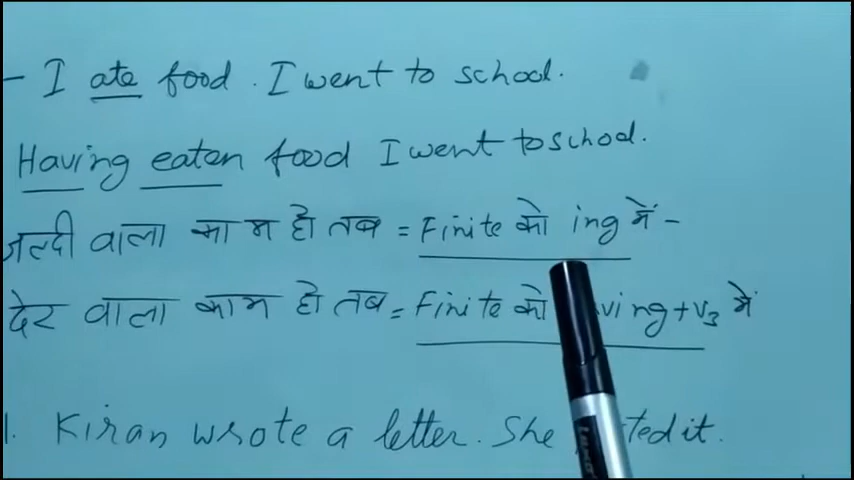 - I ate food. I went to school.
Having eaten food I went to school.
जल्दी वाला काम हो तब = Finite को ing में -
देर वाला काम हो तब = Finite को ving + V3 में
1. Kiran wrote a letter. She ted it.